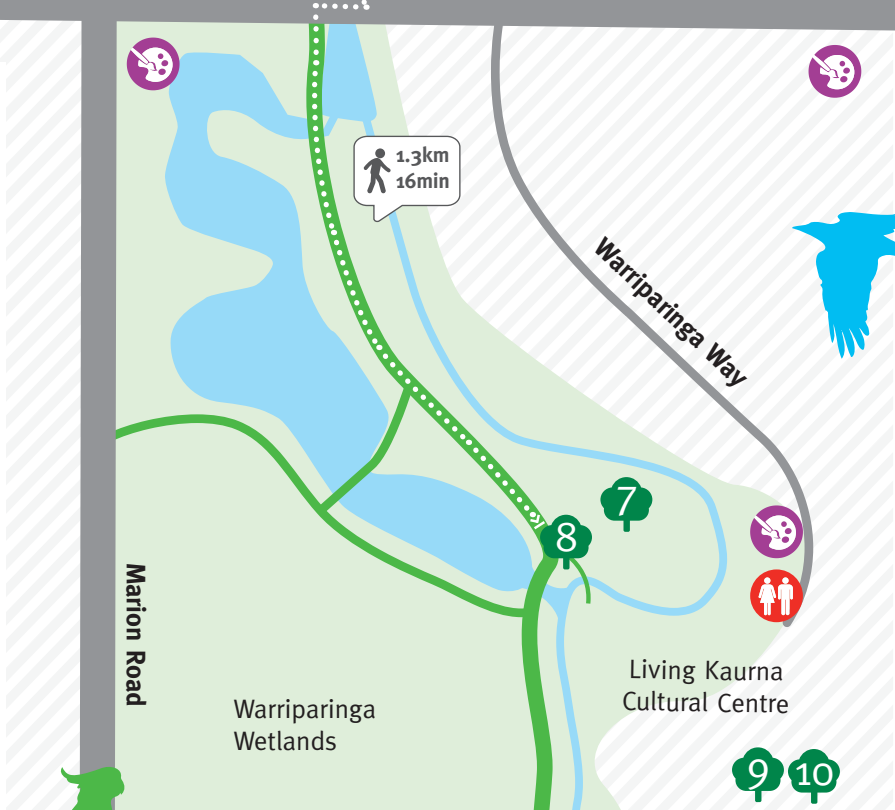 1.3km
16min
Warriparinga Way
7
8
Marion Road
Living Kaurna
Cultural Centre
Warriparinga
Wetlands
9
10